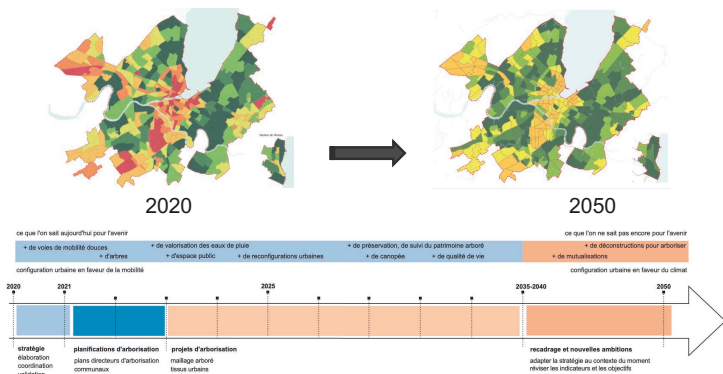 2020
2050
ce que l'on sait aujourd'hui pour l'avenir
ce que l'on ne sait pas encore pour l'avenir
+ de voies de mobilité douces
+ d'arbres
+ de valorisation des eaux de pluie
+ d'espace public
+ de reconfigurations urbaines
+ de préservation, de suivi du patrimoine arboré
+ de canopée
+ de qualité de vie
+ de déconstructions pour arboriser
+ de mutualisations
configuration urbaine en faveur de la mobilité
configuration urbaine en faveur du climat
2020
2021
2025
2035-2040
2050
stratégie
élaboration
coordination
planifications d'arborisation
plans directeurs d'arborisation
communaux
projets d'arborisation
maillage arboré
tissus urbains
recadrage et nouvelles ambitions
adapter la stratégie au contexte du moment
réviser les indicateurs et les objectifs